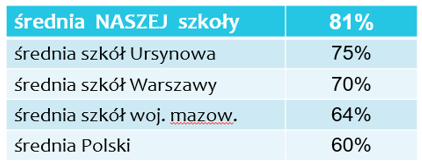 średnia NASZEJ szkoły 81%
średnia szkół Ursynowa 75%
średnia szkół Warszawy 70%
średnia szkół woj. mazow. 64%
średnia Polski 60%